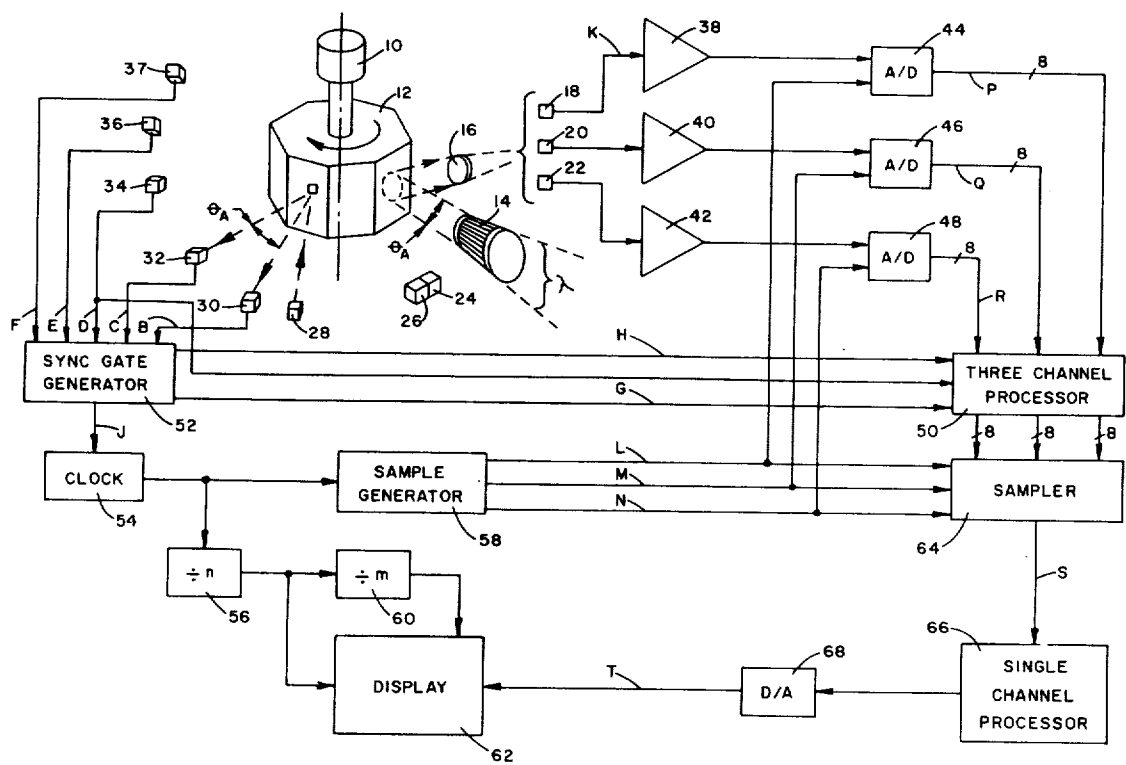 10
12
37
36
34
32
30
28
26
24
θA
θA
14
16
γ
18
20
22
K
38
40
42
44
A/D
8
P
46
A/D
8
Q
48
A/D
8
R
F
E
D
C
B
SYNC GATE
GENERATOR
52
H
G
THREE CHANNEL
PROCESSOR
50
8
8
8
J
CLOCK
54
SAMPLE
GENERATOR
58
L
M
N
SAMPLER
64
÷ n
56
÷ m
60
S
DISPLAY
62
T
D/A
68
66
SINGLE
CHANNEL
PROCESSOR